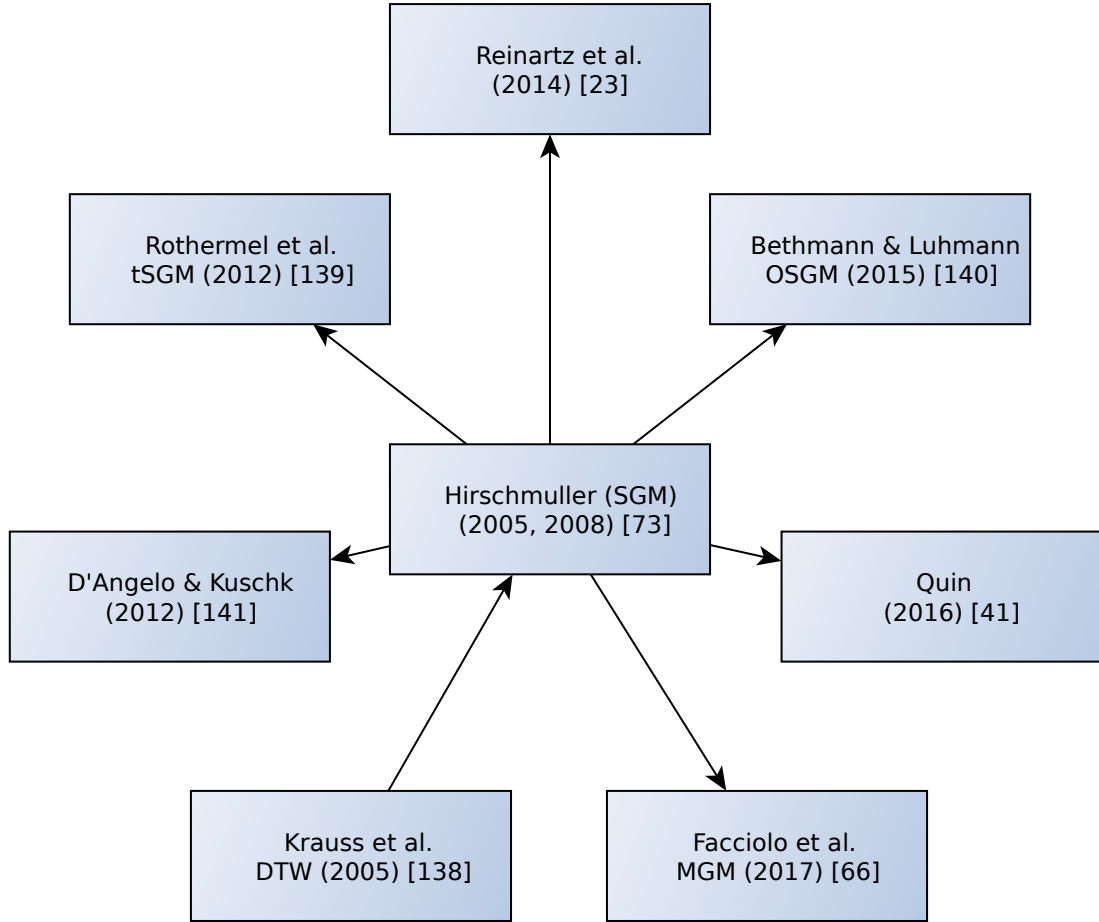 Reinartz et al.
(2014) [23]
Rothermel et al.
tSGM (2012) [139]
Bethmann & Luhmann
OSGM (2015) [140]
Hirschmuller (SGM)
(2005, 2008) [73]
D'Angelo & Kuschk
(2012) [141]
Quin
(2016) [41]
Krauss et al.
DTW (2005) [138]
Facciolo et al.
MGM (2017) [66]